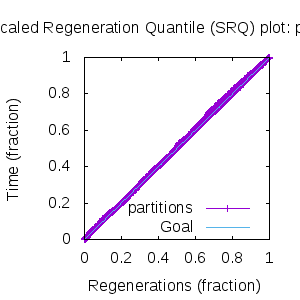 caled Regeneration Quantile (SRQ) plot: p
1
0.8
0.6
0.4
0.2
0
Time (fraction)
partitions
Goal
0 0.2 0.4 0.6 0.8 1
Regenerations (fraction)